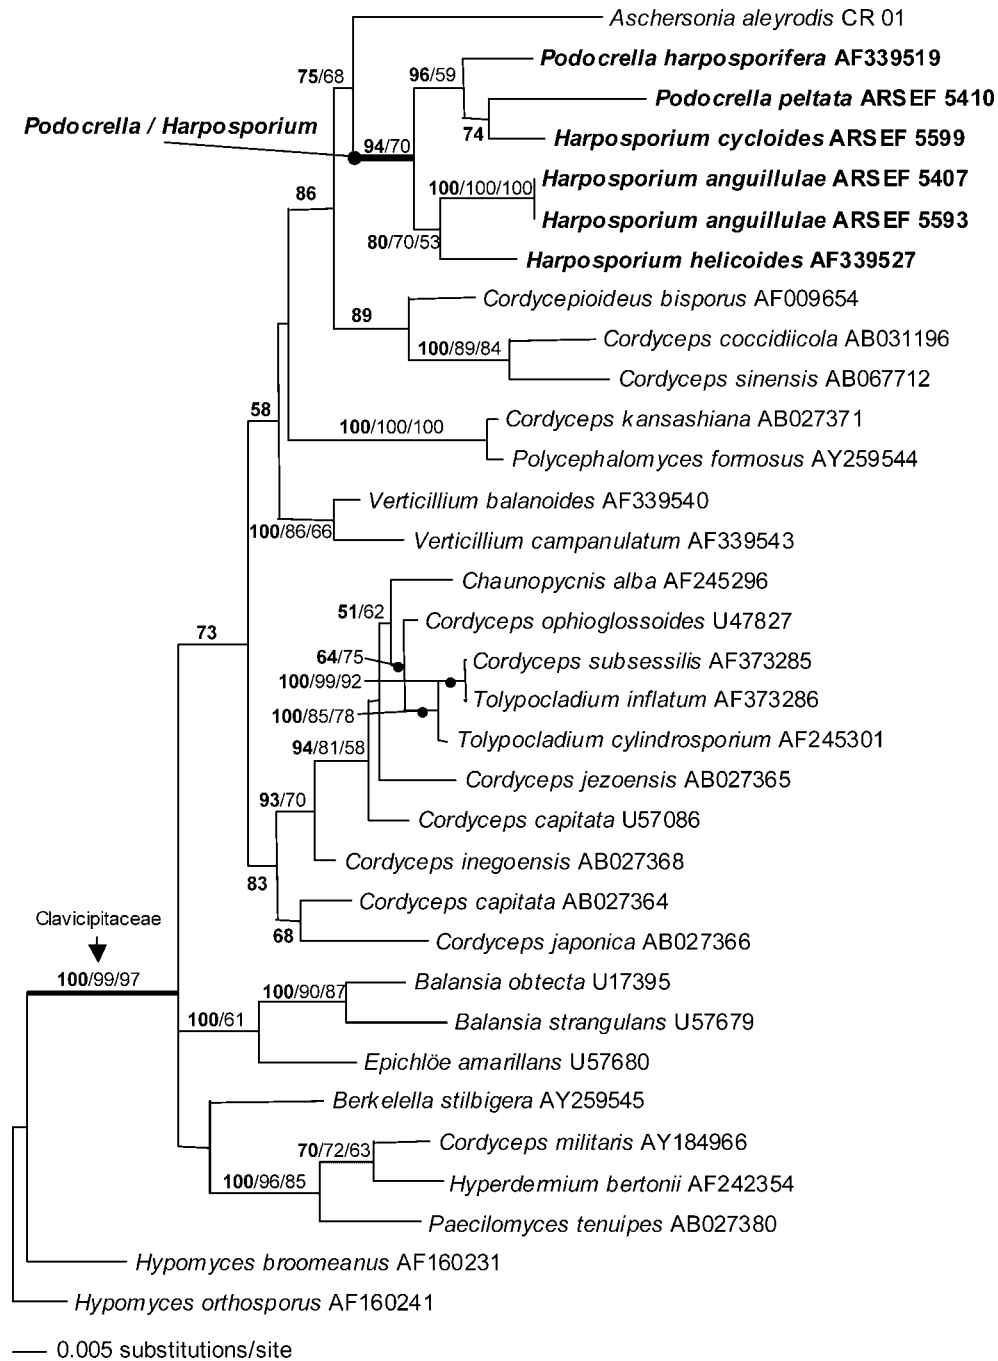 Aschersonia aleyrodis CR 01
Podocrella harposporifera AF339519
75/68
96/59
Podocrella peltata ARSEF 5410
Podocrella / Harposporium
74
Harposporium cycloides ARSEF 5599
94/70
Harposporium anguillulae ARSEF 5407
100/100/100
86
Harposporium anguillulae ARSEF 5593
80/70/53
Harposporium helicoides AF339527
Cordycepioideus bisporus AF009654
89
Cordyceps coccidiicola AB031196
100/89/84
Cordyceps sinensis AB067712
58
Cordyceps kansashiana AB027371
100/100/100
Polycephalomyces formosus AY259544
Verticillium balanoides AF339540
100/86/66
Verticillium campanulatum AF339543
Chaunopycnis alba AF245296
51/62
Cordyceps ophioglossoides U47827
73
64/75
Cordyceps subsessilis AF373285
100/99/92
Tolypocladium inflatum AF373286
100/85/78
Tolypocladium cylindrosporium AF245301
94/81/58
Cordyceps jezoensis AB027365
93/70
Cordyceps capitata U57086
Cordyceps inegoensis AB027368
83
Cordyceps capitata AB027364
Clavicipitaceae
68
Cordyceps japonica AB027366
100/99/97
Balansia obtecta U17395
100/90/87
Balansia strangulans U57679
100/61
Epichlöe amarillans U57680
Berkelella stilbigera AY259545
Cordyceps militaris AY184966
70/72/63
Hyperdermium bertonii AF242354
100/96/85
Paecilomyces tenuipes AB027380
Hypomyces broomeanus AF160231
Hypomyces orthosporus AF160241
0.005 substitutions/site